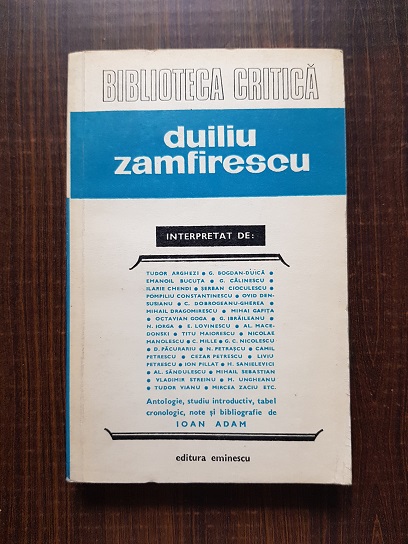 BIBLIOTECA CRITICĂ
duiliu
zamfirescu
INTERPRETAT DE:
TUDOR ARGHEZI ● G. BOGDAN-DUICĂ ●
EMANOIL BUCUȚA ● G. CĂLINESCU ●
ILARIE CHENDI ● ȘERBAN CIOCULESCU ●
POMPILIU CONSTANTINESCU ● OVID DEN-
SUSIANU ● C. DOBROGEANU-GHEREA ●
MIHAIL DRAGOMIRESCU ● MIHAI GAFIȚA
● OCTAVIAN GOGA ● G. IBRĂILEANU ●
N. IORGA ● E. LOVINESCU ● AL. MACE-
DONSKI ● TITU MAIORESCU ● NICOLAE
MANOLESCU ● C. MILLE ● G. C. NICOLESCU
● D. PĂCURARIU ● N. PETRAȘCU ● CAMIL
PETRESCU ● CEZAR PETRESCU ● LIVIU
PETRESCU ● ION PILLAT ● H. SANIELEVICI
● AL. SĂNDULESCU ● MIHAIL SEBASTIAN
● VLADIMIR STREINU ● M. UNGHEANU
● TUDOR VIANU ● MIRCEA ZACIU ETC.
Antologie, studiu introductiv, tabel
cronologic, note și bibliografie de
IOAN ADAM
editura eminescu